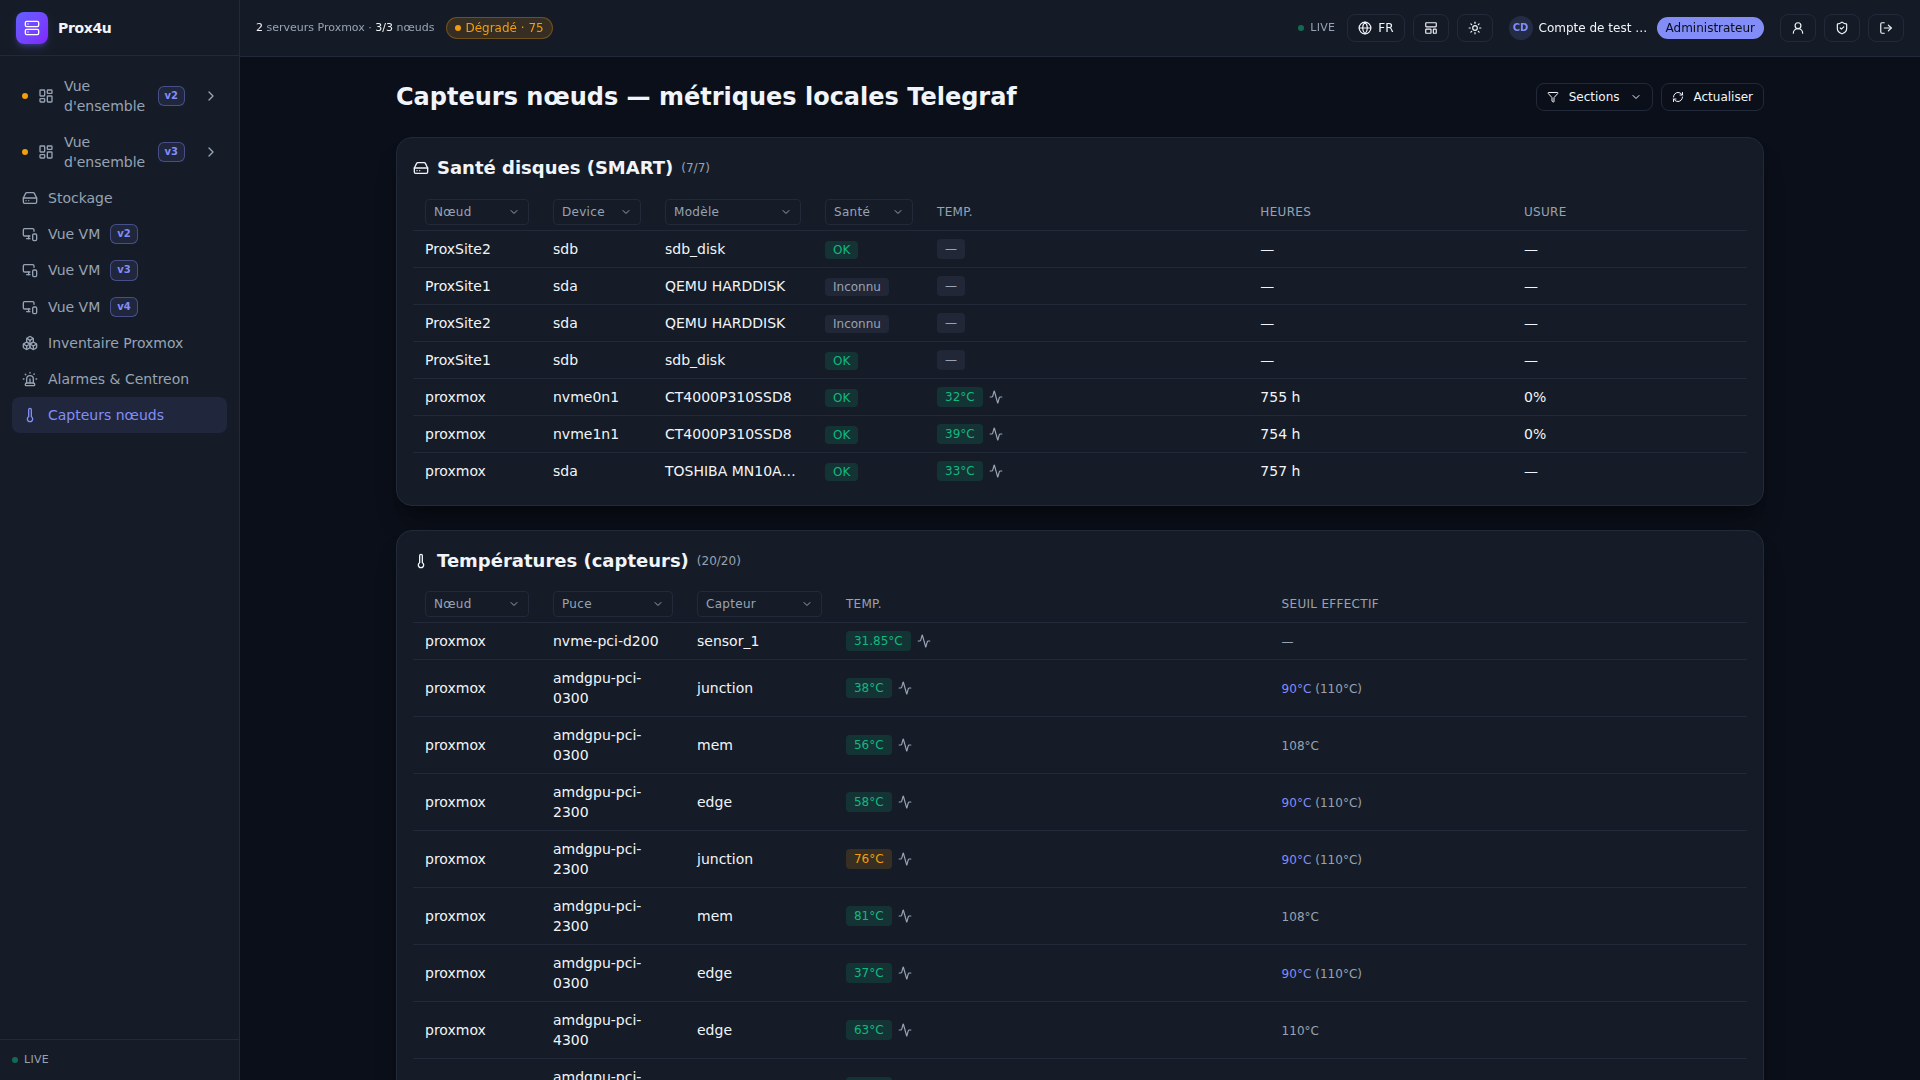 Prox4u
2 serveurs Proxmox · 3/3 nœuds
Dégradé · 75
LIVE
FR
CD
Compte de test …
Administrateur
Vue d'ensemble
v2
Vue d'ensemble
v3
Stockage
Vue VM v2
Vue VM v3
Vue VM v4
Inventaire Proxmox
Alarmes & Centreon
Capteurs nœuds
LIVE
Capteurs nœuds — métriques locales Telegraf
Sections
Actualiser
Santé disques (SMART) (7/7)
Nœud Device Modèle Santé TEMP. HEURES USURE
ProxSite2 sdb sdb_disk OK — — —
ProxSite1 sda QEMU HARDDISK Inconnu — — —
ProxSite2 sda QEMU HARDDISK Inconnu — — —
ProxSite1 sdb sdb_disk OK — — —
proxmox nvme0n1 CT4000P310SSD8 OK 32°C 755 h 0%
proxmox nvme1n1 CT4000P310SSD8 OK 39°C 754 h 0%
proxmox sda TOSHIBA MN10A… OK 33°C 757 h —
Températures (capteurs) (20/20)
Nœud Puce Capteur TEMP. SEUIL EFFECTIF
proxmox nvme-pci-d200 sensor_1 31.85°C —
proxmox amdgpu-pci-0300 junction 38°C 90°C (110°C)
proxmox amdgpu-pci-0300 mem 56°C 108°C
proxmox amdgpu-pci-2300 edge 58°C 90°C (110°C)
proxmox amdgpu-pci-2300 junction 76°C 90°C (110°C)
proxmox amdgpu-pci-2300 mem 81°C 108°C
proxmox amdgpu-pci-0300 edge 37°C 90°C (110°C)
proxmox amdgpu-pci-4300 edge 63°C 110°C
amdgpu-pci-